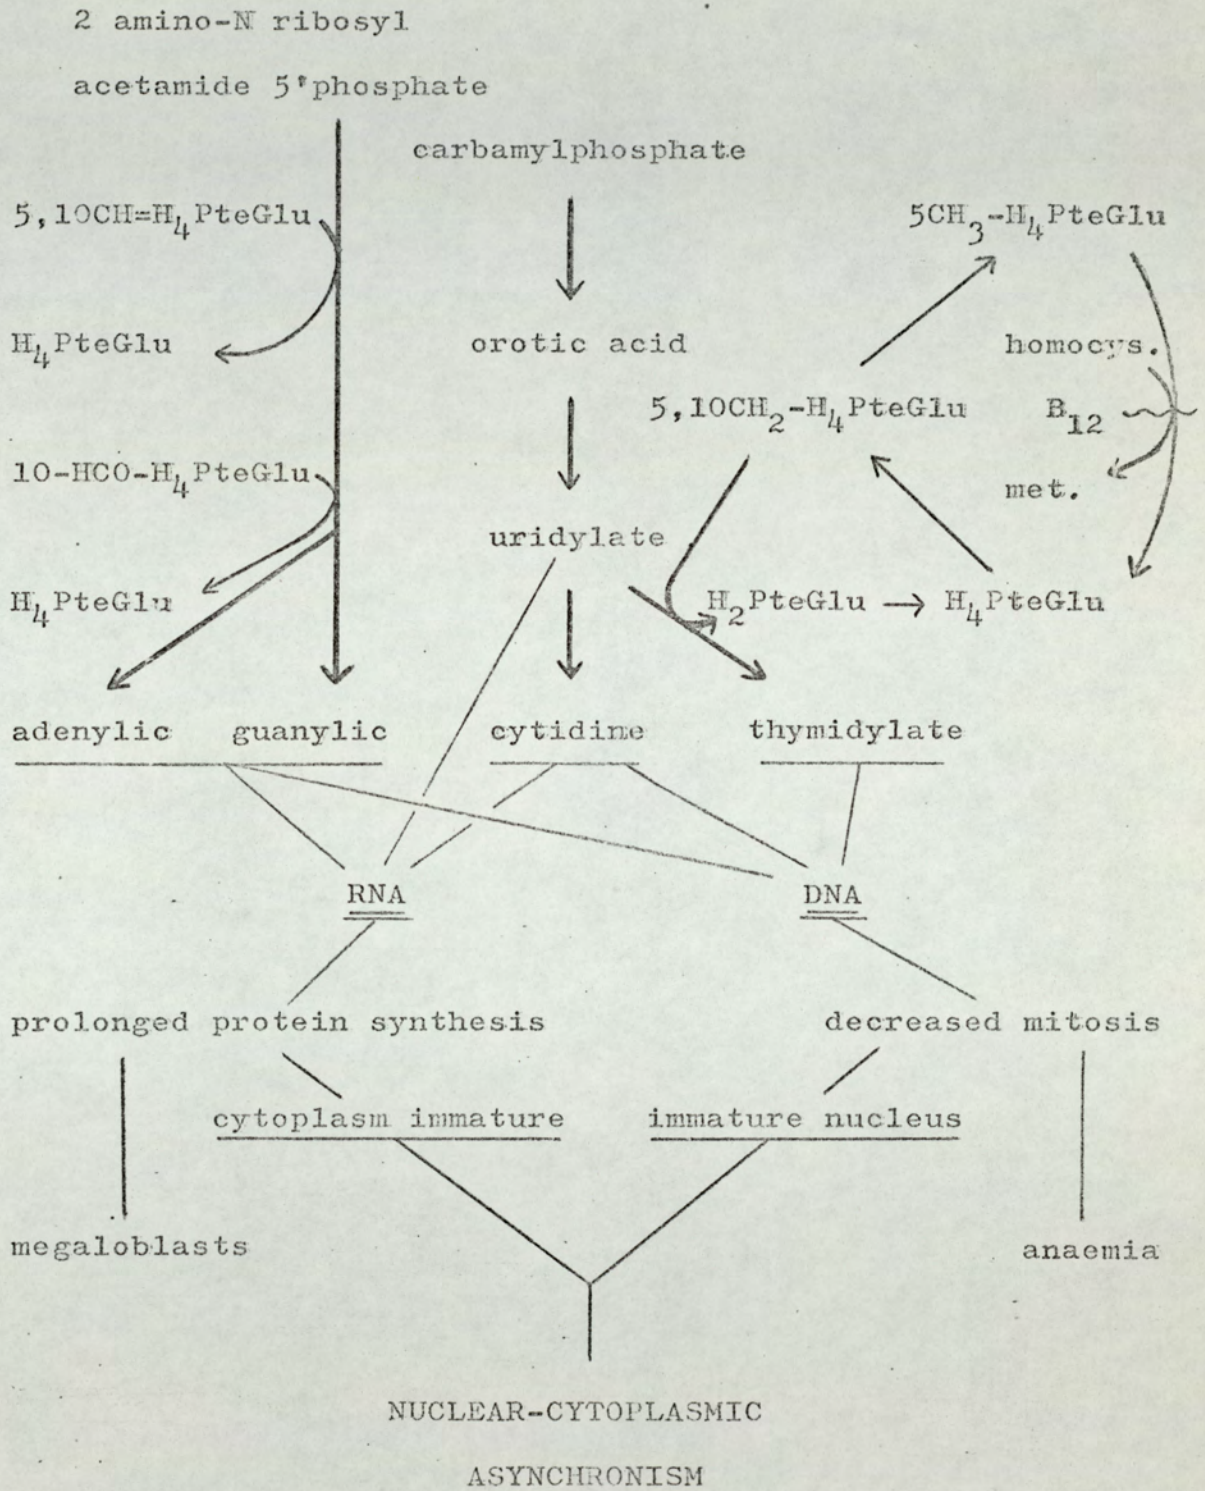 2 amino-N ribosyl
acetamide 5'phosphate
carbamylphosphate
5,10CH=H4PteGlu
5CH3-H4PteGlu
H4PteGlu
orotic acid
homocys.
5,10CH2-H4PteGlu
B12
10-HCO-H4PteGlu
met.
uridylate
H4PteGlu
H2PteGlu → H4PteGlu
adenylic guanylic cytidine thymidylate
RNA DNA
prolonged protein synthesis
decreased mitosis
cytoplasm immature
immature nucleus
megaloblasts
anaemia
NUCLEAR-CYTOPLASMIC
ASYNCHRONISM